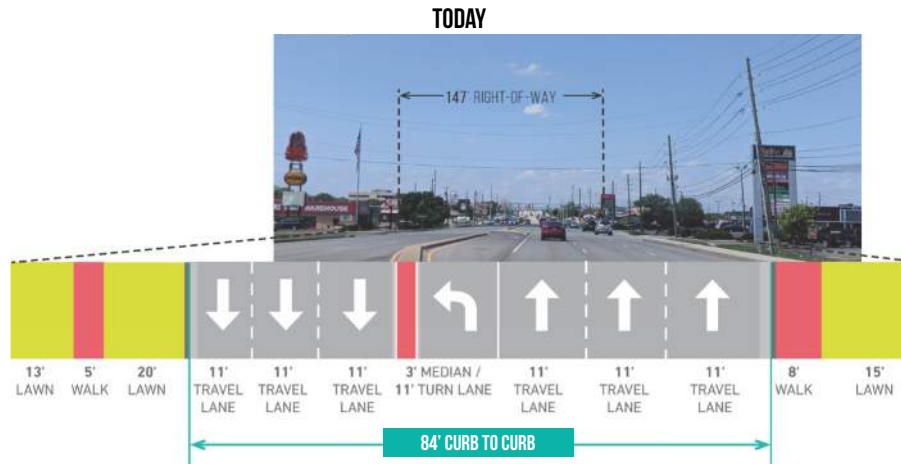 TODAY
147' RIGHT-OF-WAY
WAREHOUSE
13'
LAWN
5'
WALK
20'
LAWN
11'
TRAVEL
LANE
11'
TRAVEL
LANE
11'
TRAVEL
LANE
3' MEDIAN /
11' TURN LANE
11'
TRAVEL
LANE
11'
TRAVEL
LANE
11'
TRAVEL
LANE
8'
WALK
15'
LAWN
84' CURB TO CURB